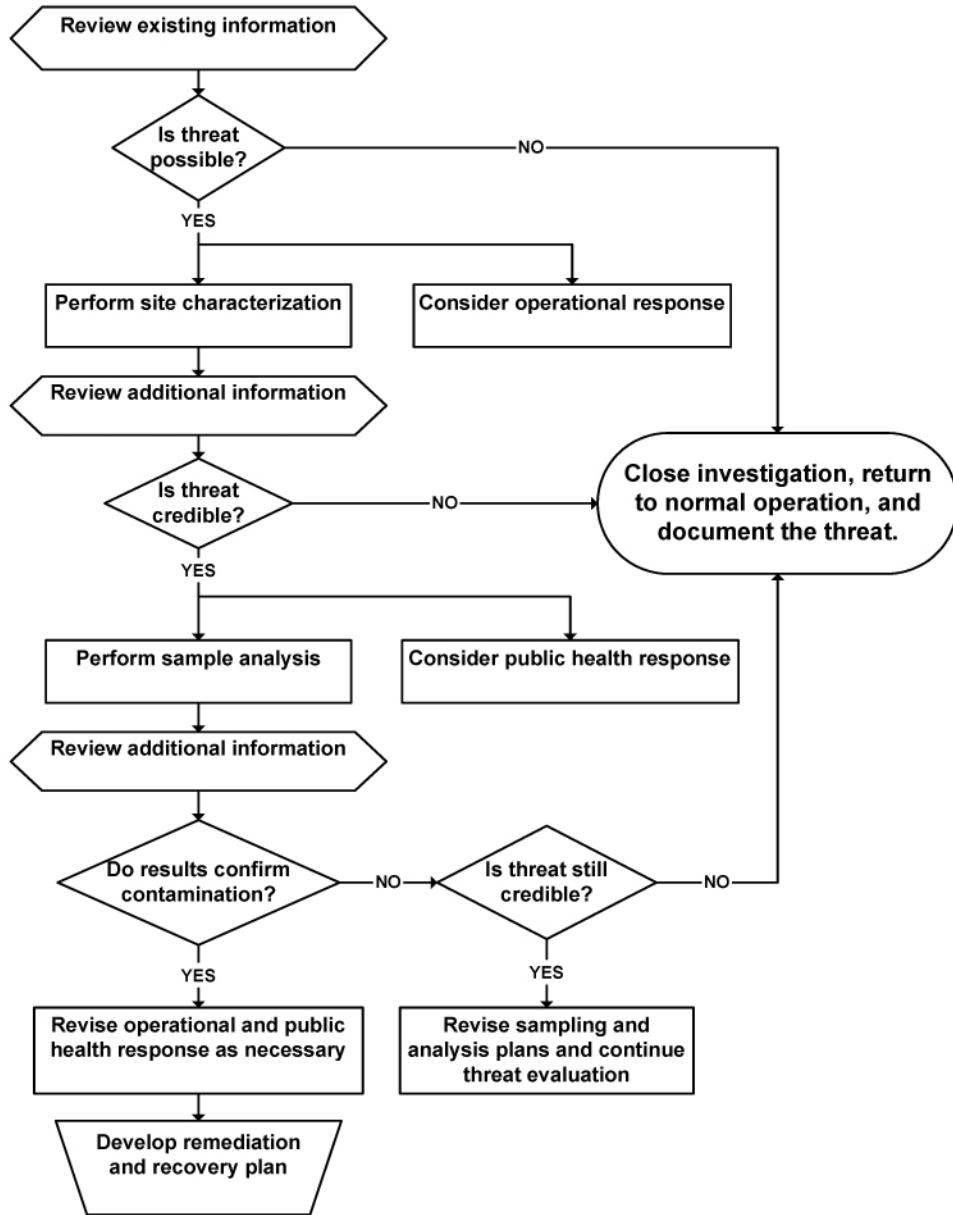 Review existing information
Is threat
possible?
NO
YES
Perform site characterization
Consider operational response
Review additional information
Is threat
credible?
NO
Close investigation, return
to normal operation, and
document the threat.
YES
Perform sample analysis
Consider public health response
Review additional information
Do results confirm
contamination?
NO
Is threat still
credible?
NO
YES
YES
Revise operational and public
health response as necessary
Revise sampling and
analysis plans and continue
threat evaluation
Develop remediation
and recovery plan